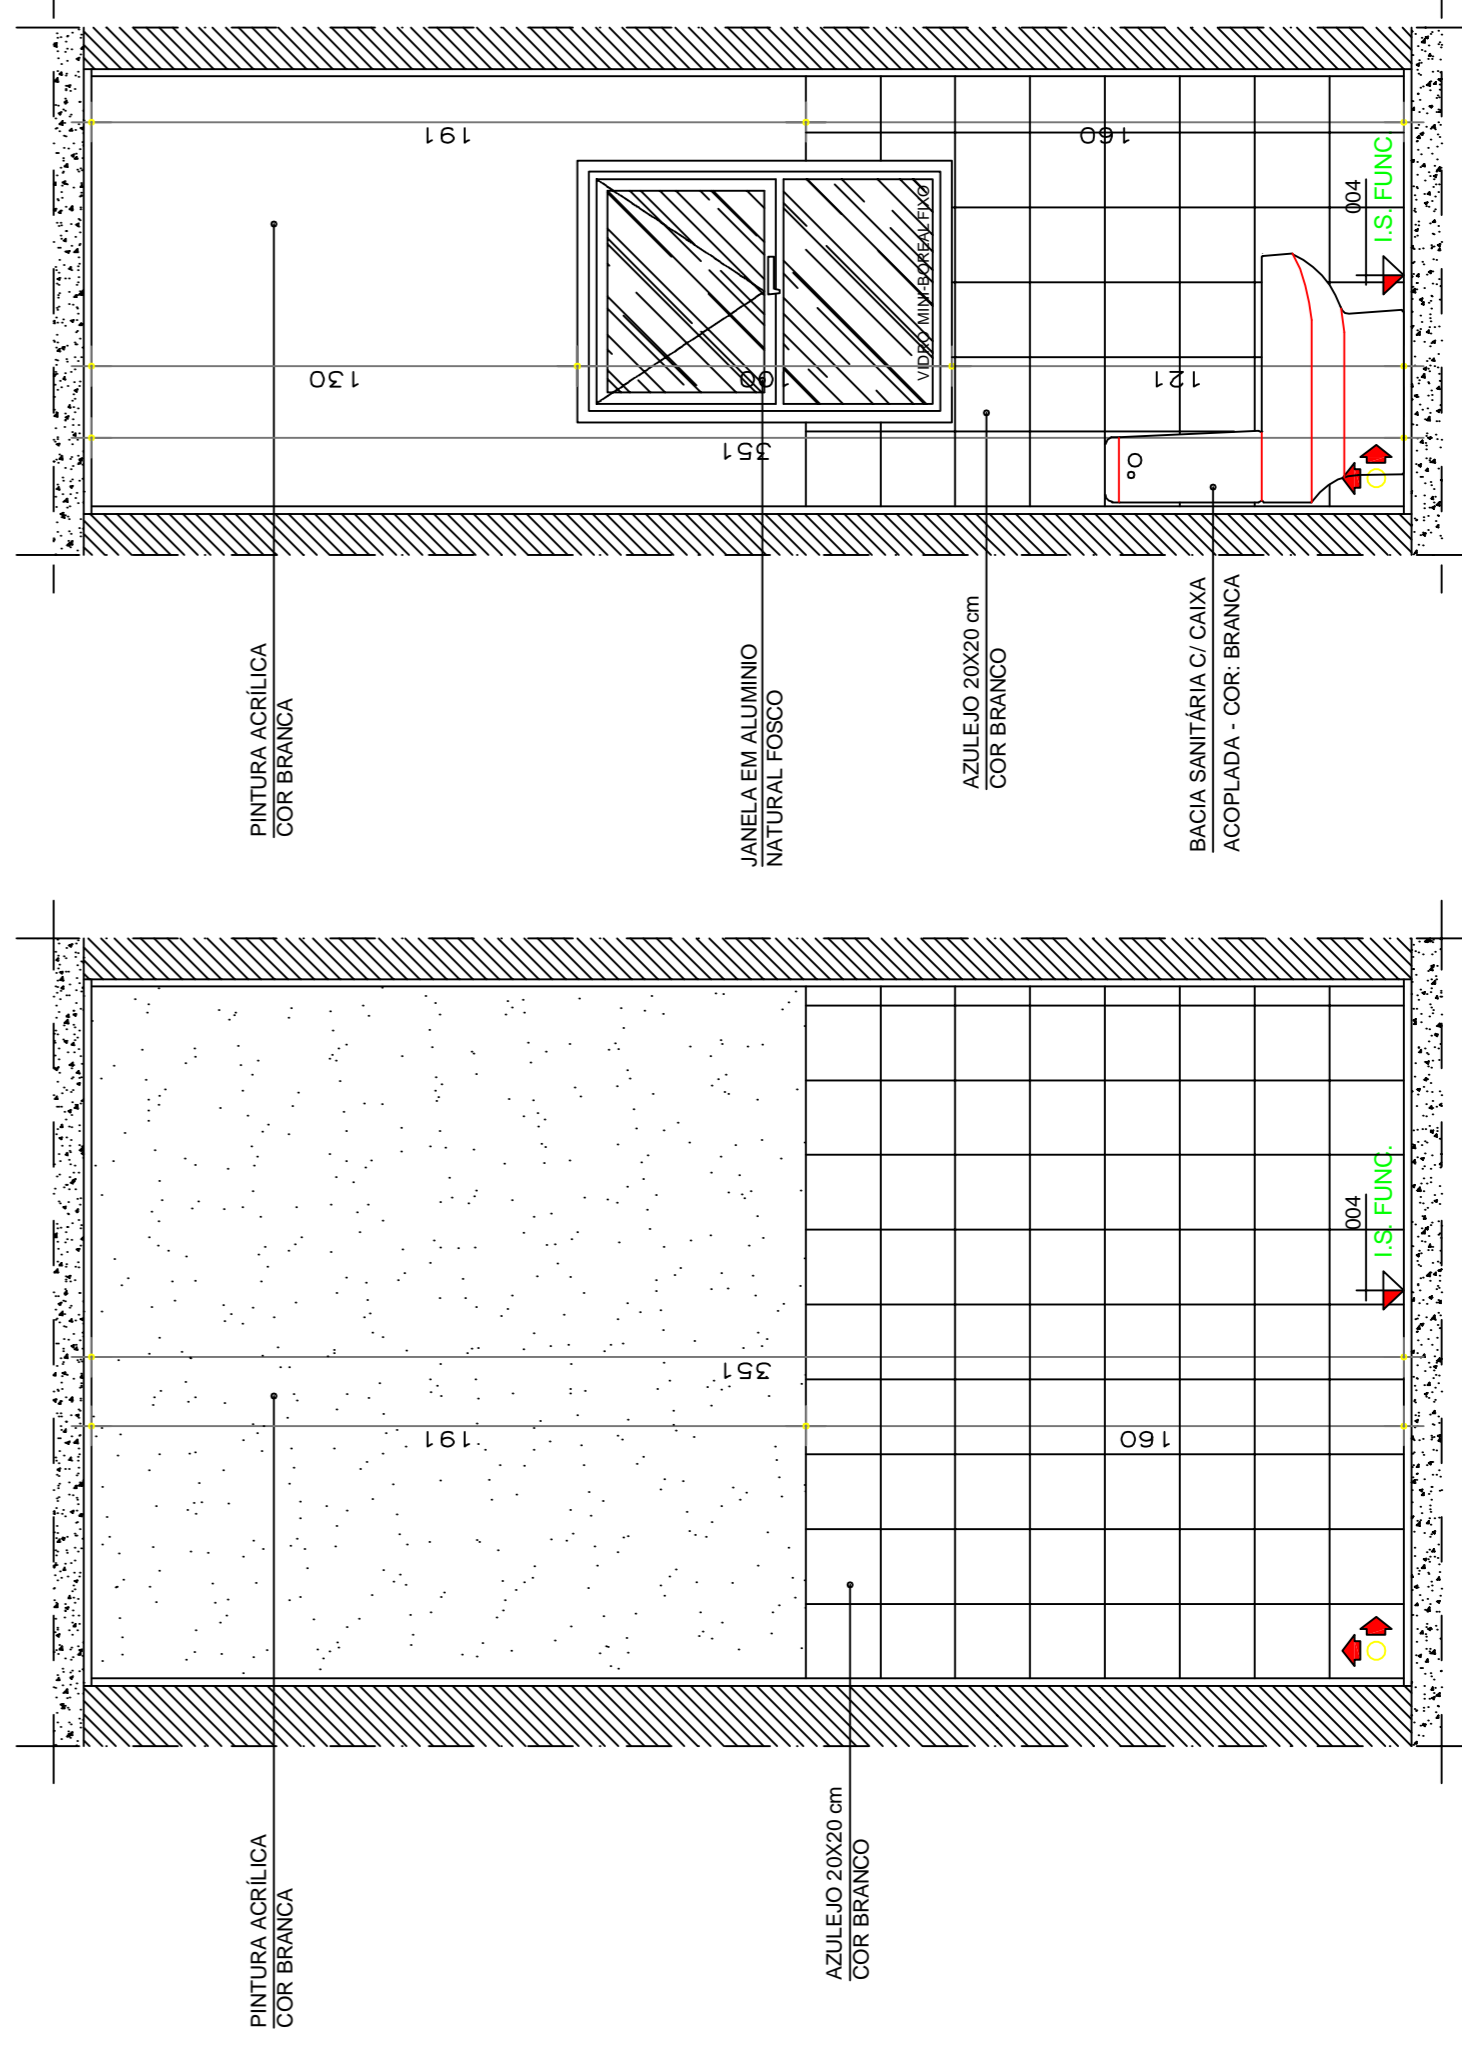 191
160
004
I.S. FUNC
VIDRO MINI-BOREAL FIXO
130
100
121
351
PINTURA ACRÍLICA
COR BRANCA
JANELA EM ALUMINIO
NATURAL FOSCO
AZULEJO 20X20 cm
COR BRANCO
BACIA SANITÁRIA C/ CAIXA
ACOPLADA - COR: BRANCA
004
I.S. FUNC.
351
191
160
PINTURA ACRÍLICA
COR BRANCA
AZULEJO 20X20 cm
COR BRANCO